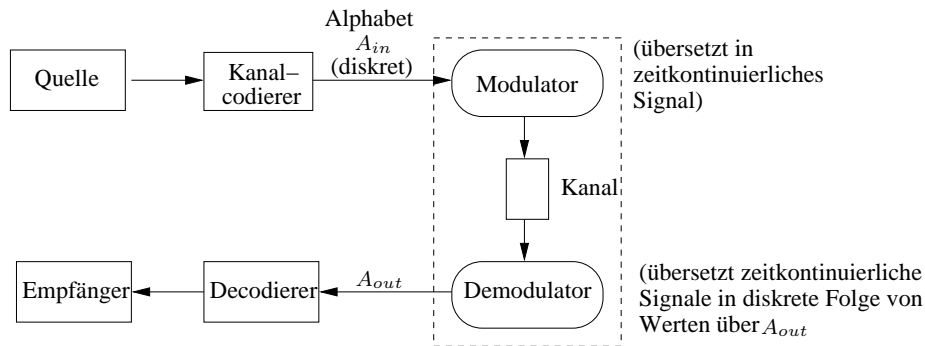 Alphabet
A_in
(diskret)
Quelle
Kanal–
codierer
Modulator
(übersetzt in
zeitkontinuierliches
Signal)
Kanal
Empfänger
Decodierer
A_out
Demodulator
(übersetzt zeitkontinuierliche
Signale in diskrete Folge von
Werten über A_out